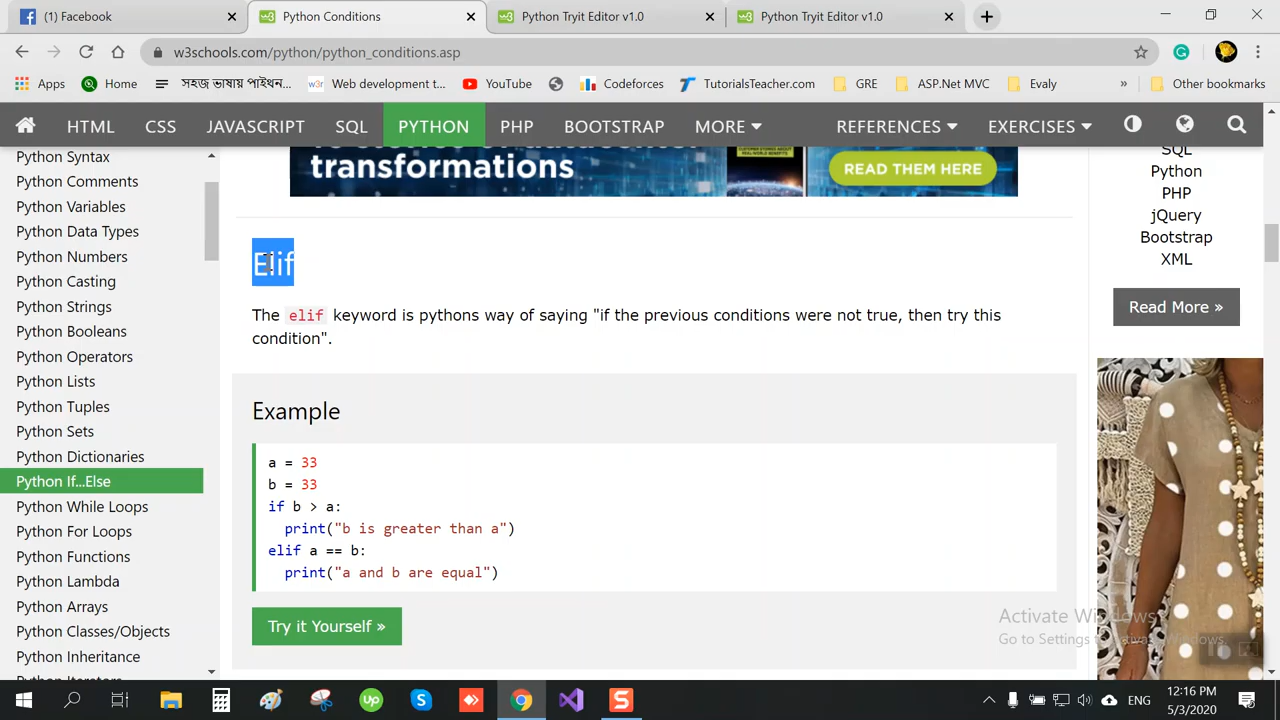 Facebook
Python Conditions
Python Tryit Editor v1.0
Python Tryit Editor v1.0
w3schools.com/python/python_conditions.asp
Apps
Home
সহজ ভাষায় পাইথন...
Web development t...
YouTube
Codeforces
TutorialsTeacher.com
GRE
ASP.Net MVC
Evaly
»
Other bookmarks
HTML
CSS
JAVASCRIPT
SQL
PYTHON
PHP
BOOTSTRAP
MORE
REFERENCES
EXERCISES
Python Syntax
Python Comments
Python Variables
Python Data Types
Python Numbers
Python Casting
Python Strings
Python Booleans
Python Operators
Python Lists
Python Tuples
Python Sets
Python Dictionaries
Python If...Else
Python While Loops
Python For Loops
Python Functions
Python Lambda
Python Arrays
Python Classes/Objects
Python Inheritance
transformations
READ THEM HERE
Elif
The elif keyword is pythons way of saying "if the previous conditions were not true, then try this
condition".
Example
a = 33
b = 33
if b > a:
print("b is greater than a")
elif a == b:
print("a and b are equal")
Try it Yourself »
SQL
Python
PHP
jQuery
Bootstrap
XML
Read More »
Activate Windows
Go to Settings to activate Windows.
ENG
12:16 PM
5/3/2020